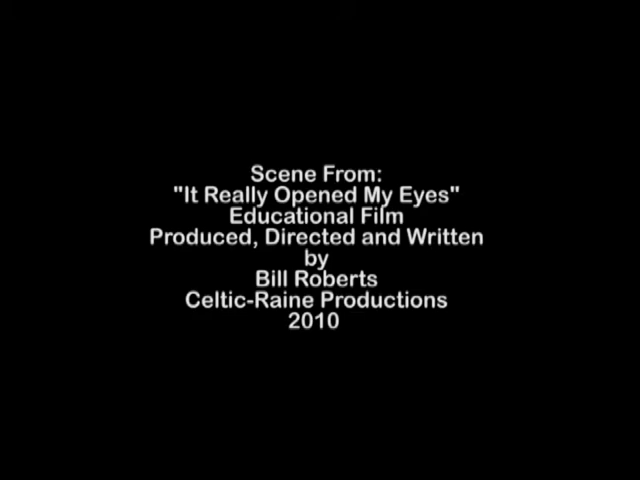 Scene From:
"It Really Opened My Eyes"
Educational Film
Produced, Directed and Written
by
Bill Roberts
Celtic-Raine Productions
2010